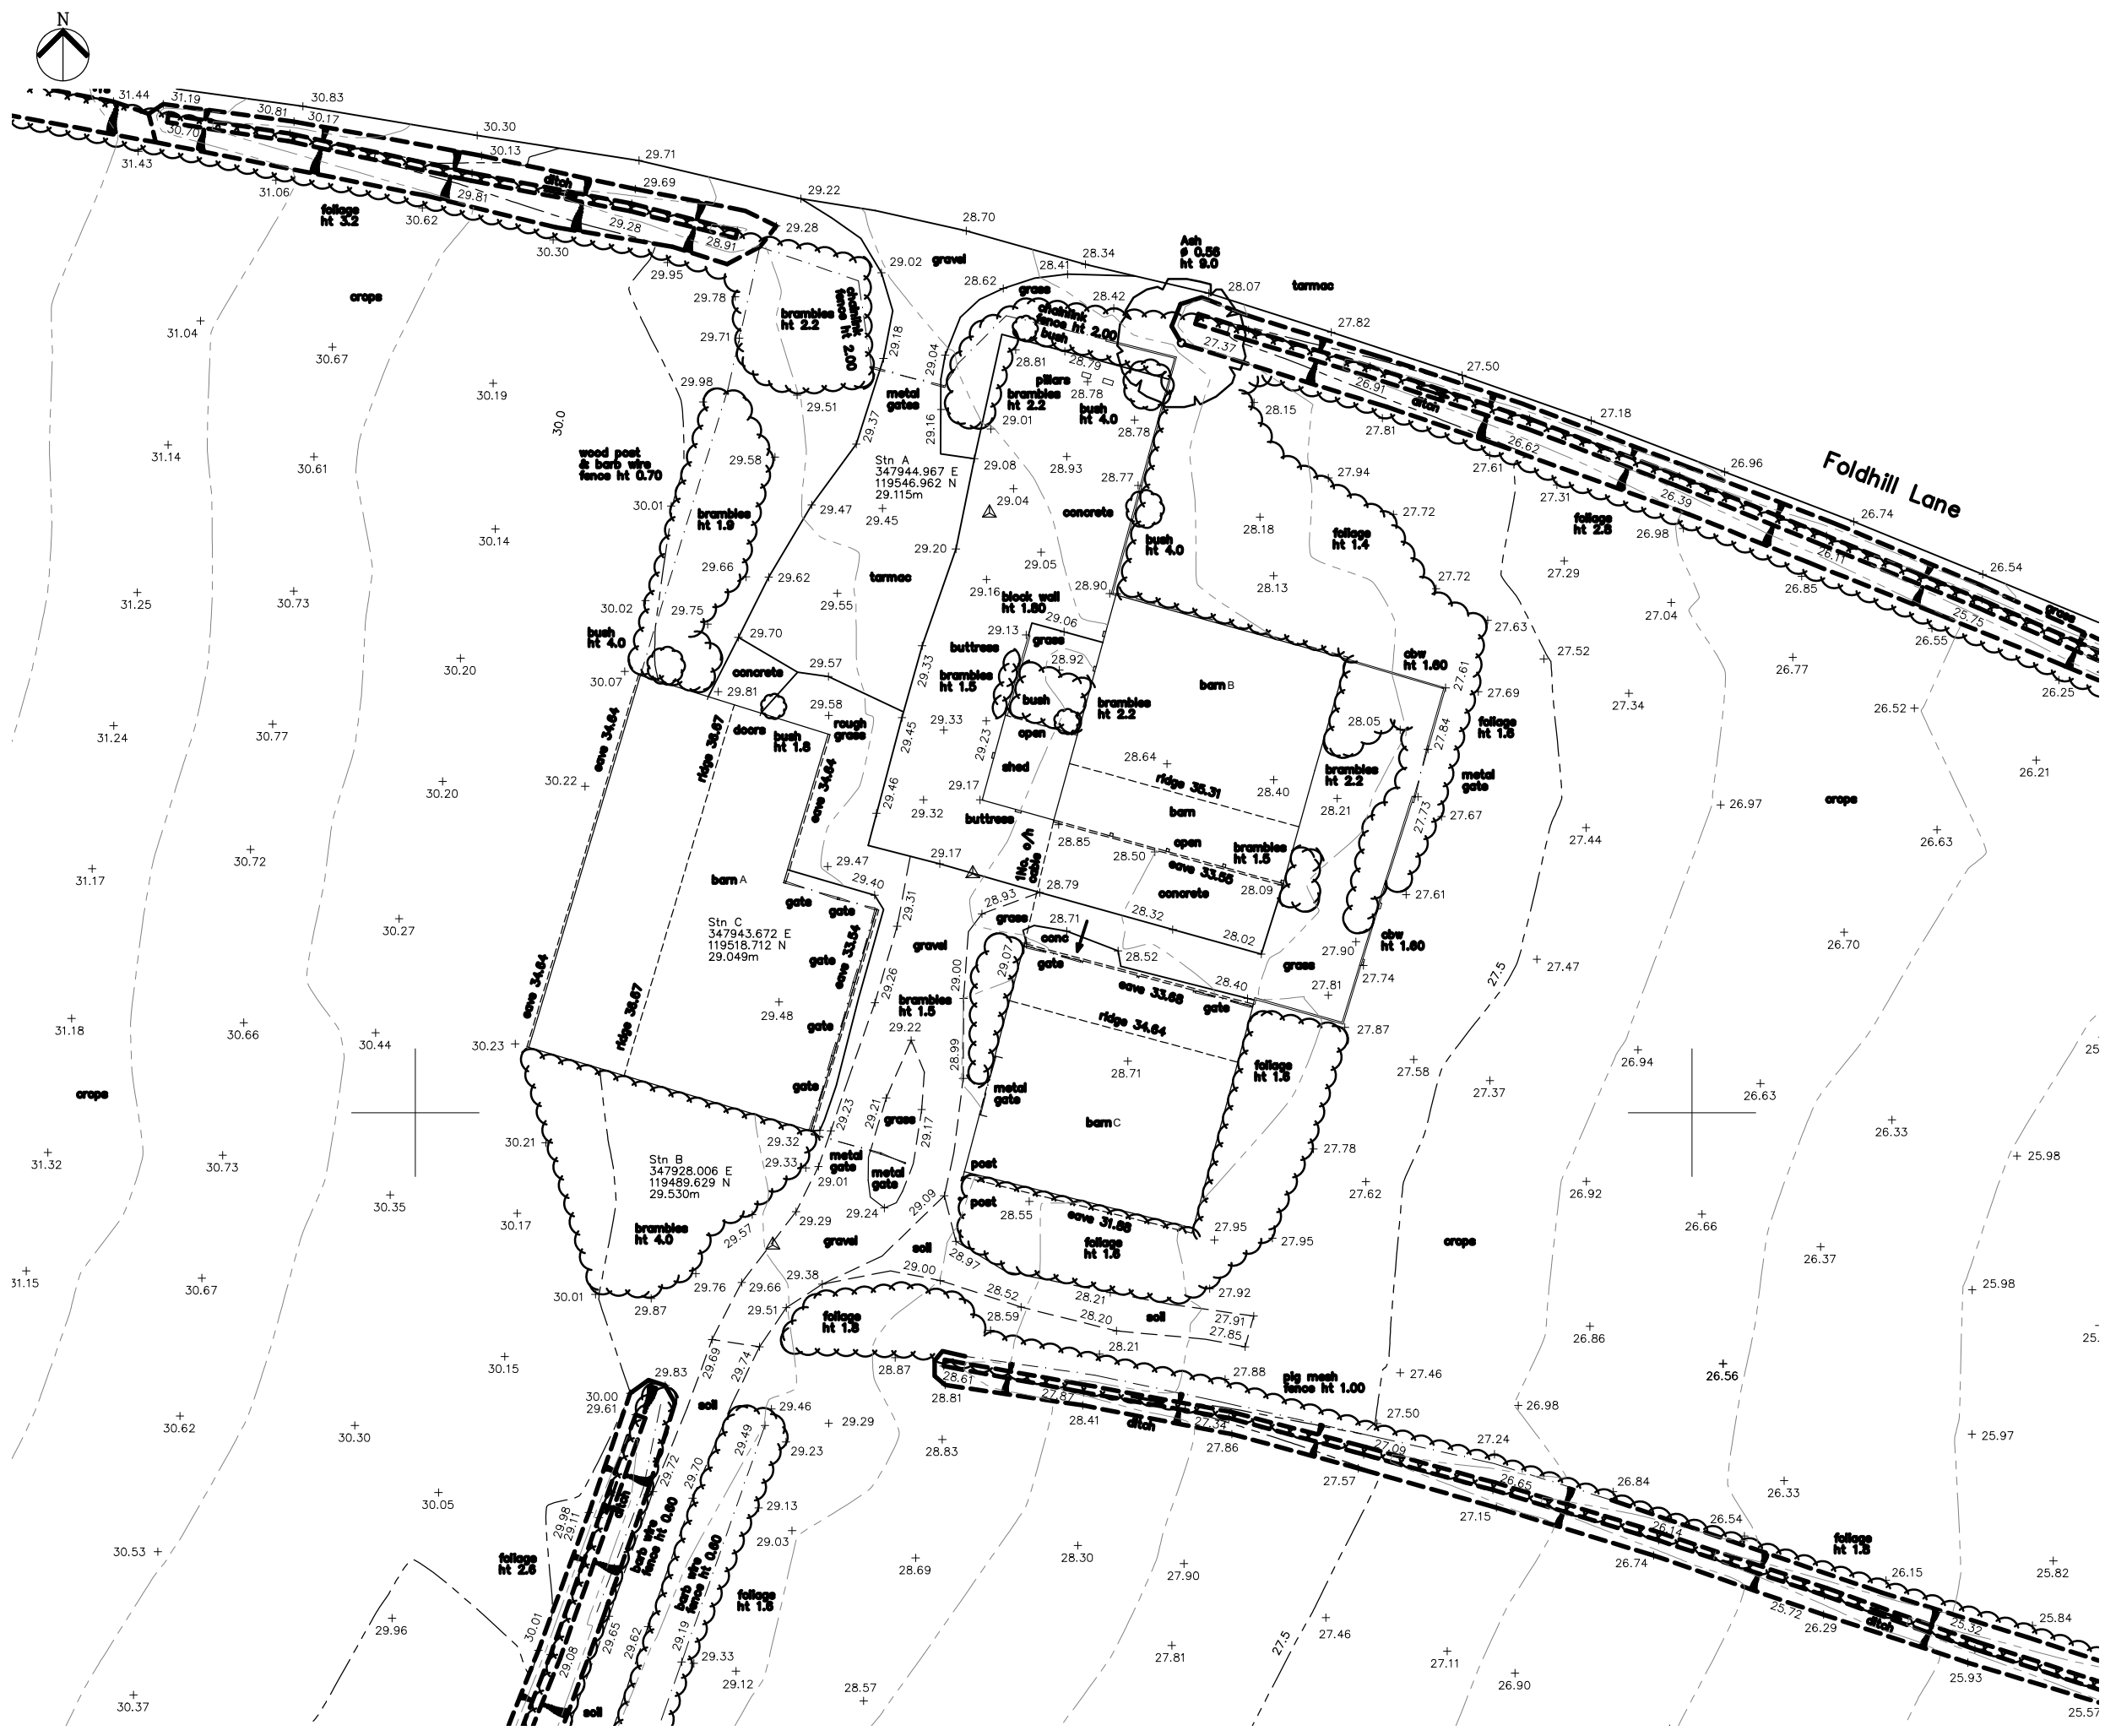 N
31.44
31.19
30.83
30.81
30.17
30.70
30.30
30.13
31.43
29.71
31.06
ditch
29.69
29.81
foliage
ht 3.2
30.62
29.22
29.28
28.91
29.28
30.30
28.70
29.95
29.02
gravel
28.41
28.34
Ash
ø 0.56
ht 9.0
28.62
28.07
tarmac
crops
29.78
grass
28.42
chainlink
fence ht 2.00
brambles
ht 2.2
chainlink
fence ht 2.00
bush
31.04
29.71
29.18
29.04
27.37
27.82
30.67
28.81
28.79
27.50
29.98
30.19
metal
gates
pillars
28.78
brambles
ht 2.2
bush
ht 4.0
26.91
ditch
29.51
28.15
27.18
30.0
29.37
29.16
29.01
28.78
27.81
31.14
30.61
wood post
& barb wire
fence ht 0.70
29.58
Stn A
347944.967 E
119546.962 N
29.115m
29.08
28.93
27.94
26.62
27.61
26.96
Foldhill Lane
28.77
27.31
26.39
30.01
29.47
29.04
brambles
ht 1.9
29.45
concrete
28.18
27.72
foliage
ht 2.6
26.98
26.74
30.14
bush
ht 4.0
foliage
ht 1.4
29.20
29.05
26.11
29.66
29.62
tarmac
28.90
28.13
27.72
27.29
26.54
31.25
30.73
29.16
block wall
ht 1.80
26.85
30.02
29.75
29.55
27.04
grass
25.75
bush
ht 4.0
29.70
29.13
29.06
grass
27.63
26.55
buttress
29.33
28.92
cbw
ht 1.60
27.61
27.52
26.77
30.20
30.07
concrete
29.57
brambles
ht 1.5
barn B
26.25
29.81
bush
brambles
ht 2.2
27.69
27.34
26.52
29.58
doors
bush
ht 1.8
rough
grass
29.33
open
28.05
foliage
ht 1.6
31.24
30.77
eave 34.64
ridge 36.67
29.45
29.23
27.84
eave 34.64
shed
28.64
ridge 35.31
28.40
brambles
ht 2.2
metal
gate
26.21
30.20
30.22
29.46
29.17
28.21
27.73
crops
26.97
29.32
buttress
barn
27.67
27.44
26.63
28.85
open
28.50
brambles
ht 1.5
30.72
31.17
29.47
29.17
1No. o/h
cable
eave 33.56
barn A
29.40
28.79
concrete
28.09
27.61
gate
gate
28.93
30.27
Stn C
347943.672 E
119518.712 N
29.049m
29.31
grass
28.71
28.32
26.70
gravel
conc
28.02
27.90
cbw
ht 1.60
eave 33.54
gate
29.07
gate
28.52
grass
27.74
27.47
27.5
eave 34.64
29.26
29.00
eave 33.68
28.40
gate
27.81
29.48
brambles
ht 1.5
31.18
30.66
30.44
30.23
ridge 36.67
gate
29.22
28.99
ridge 34.64
27.87
26.94
28.71
foliage
ht 1.6
27.58
27.37
26.63
crops
gate
metal
gate
29.21
grass
29.17
barn C
26.33
29.32
29.23
30.21
metal
gate
27.78
25.98
31.32
30.73
Stn B
347928.006 E
119489.629 N
29.530m
29.33
29.01
metal
gate
post
27.62
26.92
30.35
30.17
29.29
29.24
29.09
post
28.55
eave 31.88
26.66
brambles
ht 4.0
29.57
gravel
soil
28.97
foliage
ht 1.6
27.95
27.95
crops
26.37
31.15
30.67
30.01
29.87
29.76
29.66
29.38
29.00
28.52
28.21
27.92
25.98
29.51
foliage
ht 1.8
28.59
28.20
soil
27.91
27.85
26.86
29.69
29.74
30.15
28.87
28.21
27.88
27.46
26.56
29.83
28.61
pig mesh
fence ht 1.00
30.00
29.61
soil
28.81
27.87
29.46
28.41
ditch
27.34
27.50
26.98
30.62
30.30
29.29
28.83
27.86
27.09
27.24
25.97
29.49
29.23
29.72
29.70
27.57
26.65
26.84
26.33
30.05
ditch
29.13
27.15
26.14
26.54
29.98
29.11
barb wire
fence ht 0.60
29.03
28.30
foliage
ht 1.8
30.53
foliage
ht 2.6
28.69
27.90
26.74
26.15
25.82
barb wire
fence ht 0.60
foliage
ht 1.6
25.72
26.29
ditch
25.32
25.84
29.96
30.01
29.65
29.62
29.19
27.46
27.5
27.81
27.11
29.08
29.33
29.12
26.90
25.93
30.37
28.57
soil
25.57